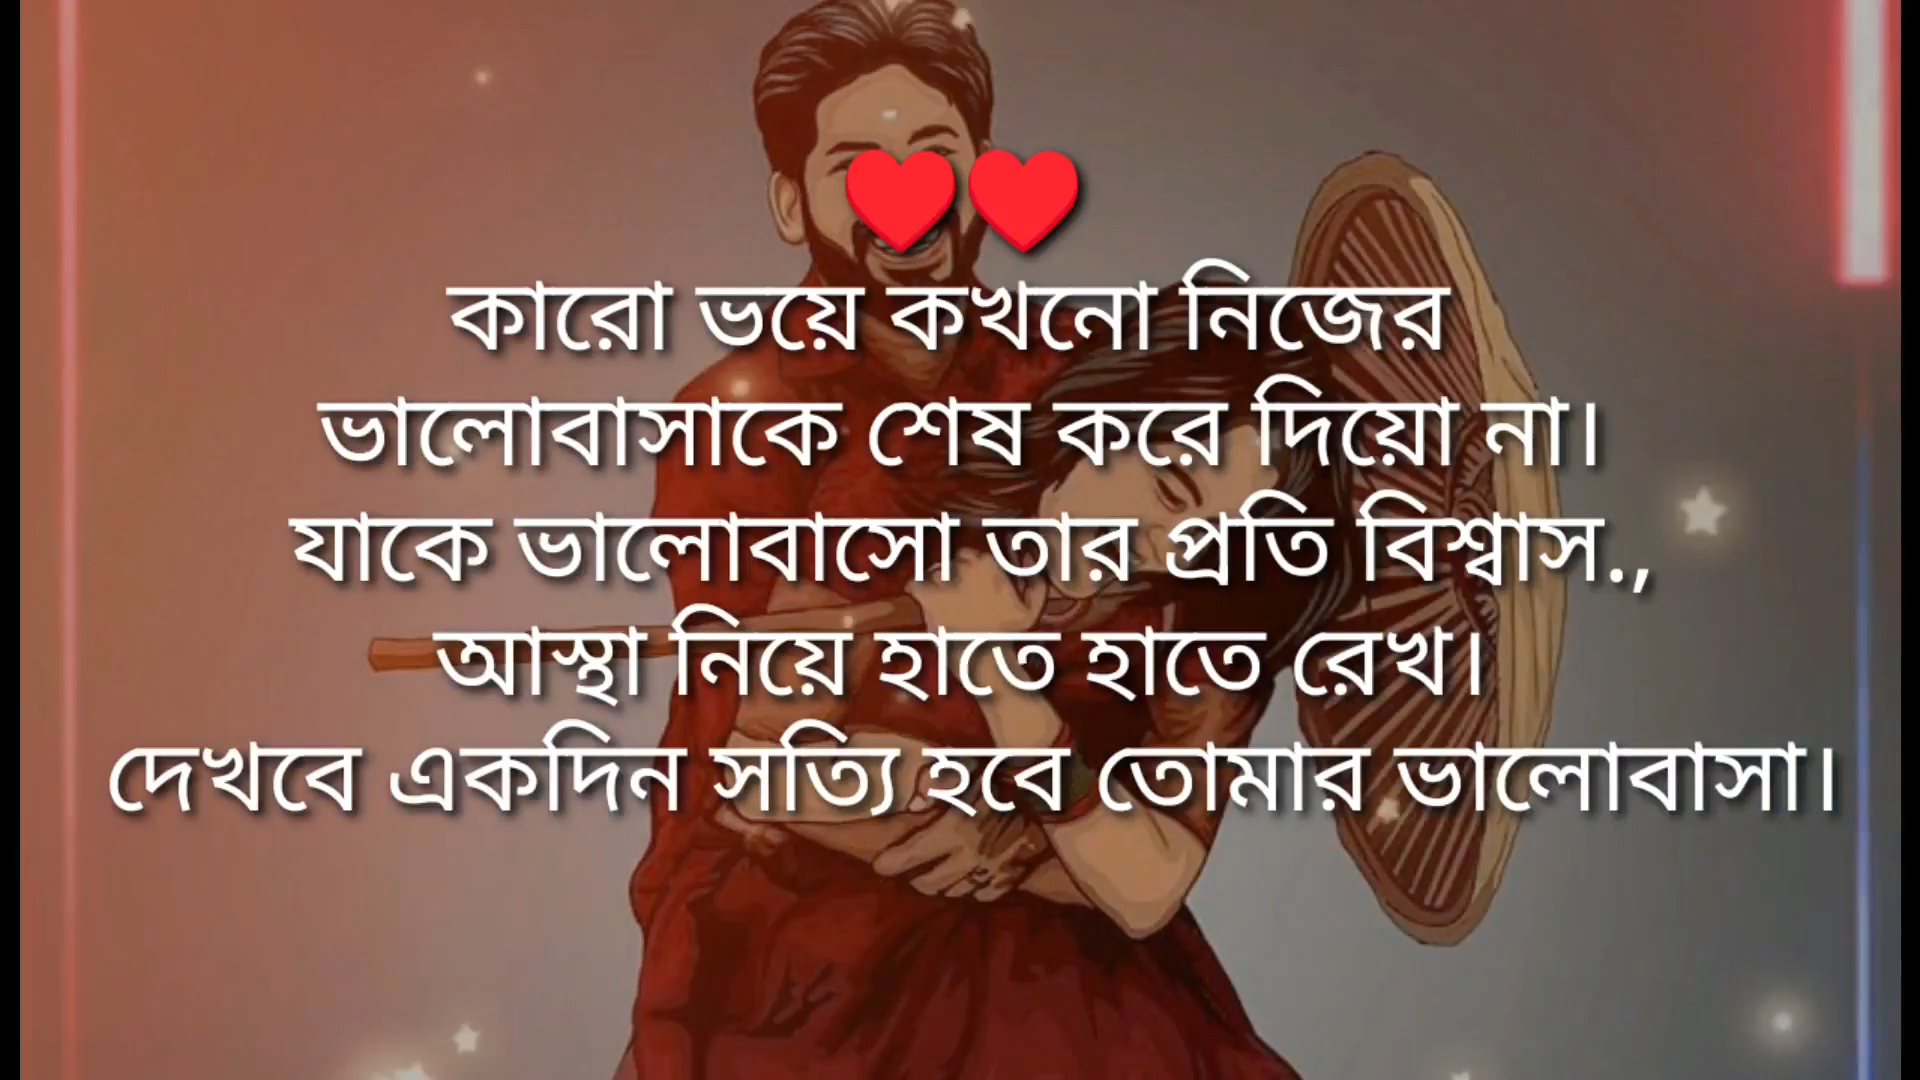 ❤️❤️
কারো ভয়ে কখনো নিজের
ভালোবাসাকে শেষ করে দিয়ো না।
যাকে ভালোবাসো তার প্রতি বিশ্বাস.,
আস্থা নিয়ে হাতে হাতে রেখ।
দেখবে একদিন সত্যি হবে তোমার ভালোবাসা।